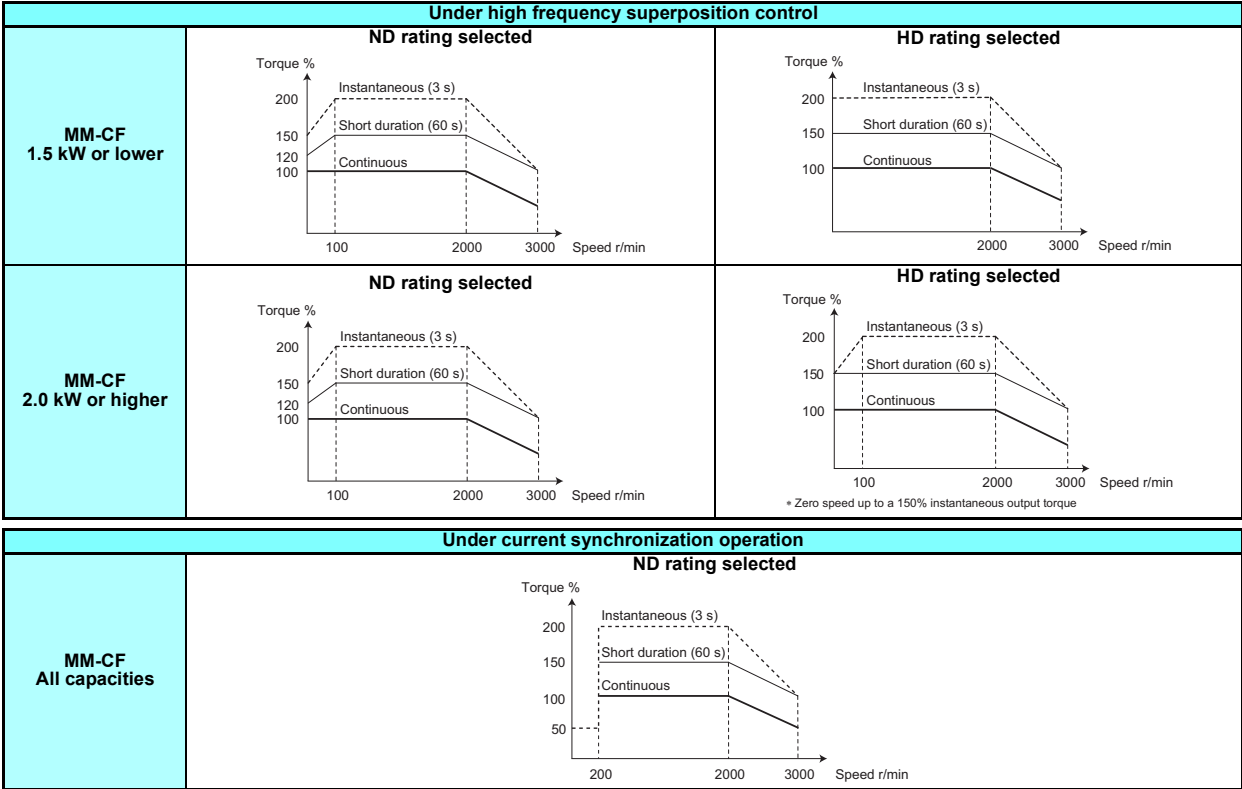 Under high frequency superposition control
MM-CF
1.5 kW or lower
ND rating selected
Torque %
200
150
120
100
Instantaneous (3 s)
Short duration (60 s)
Continuous
100
2000
3000
Speed r/min
HD rating selected
Torque %
200
150
100
Instantaneous (3 s)
Short duration (60 s)
Continuous
2000
3000
Speed r/min
MM-CF
2.0 kW or higher
ND rating selected
Torque %
200
150
120
100
Instantaneous (3 s)
Short duration (60 s)
Continuous
100
2000
3000
Speed r/min
HD rating selected
Torque %
200
150
100
Instantaneous (3 s)
Short duration (60 s)
Continuous
100
2000
3000
Speed r/min
* Zero speed up to a 150% instantaneous output torque
Under current synchronization operation
MM-CF
All capacities
ND rating selected
Torque %
200
150
100
50
Instantaneous (3 s)
Short duration (60 s)
Continuous
200
2000
3000
Speed r/min